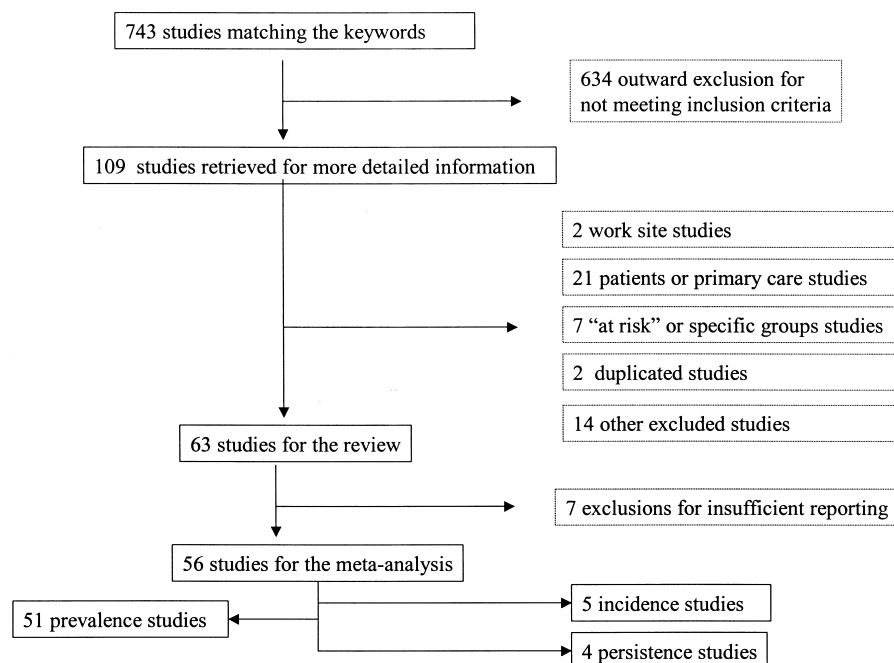 743 studies matching the keywords
634 outward exclusion for
not meeting inclusion criteria
109 studies retrieved for more detailed information
2 work site studies
21 patients or primary care studies
7 “at risk” or specific groups studies
2 duplicated studies
14 other excluded studies
63 studies for the review
7 exclusions for insufficient reporting
56 studies for the meta-analysis
51 prevalence studies
5 incidence studies
4 persistence studies